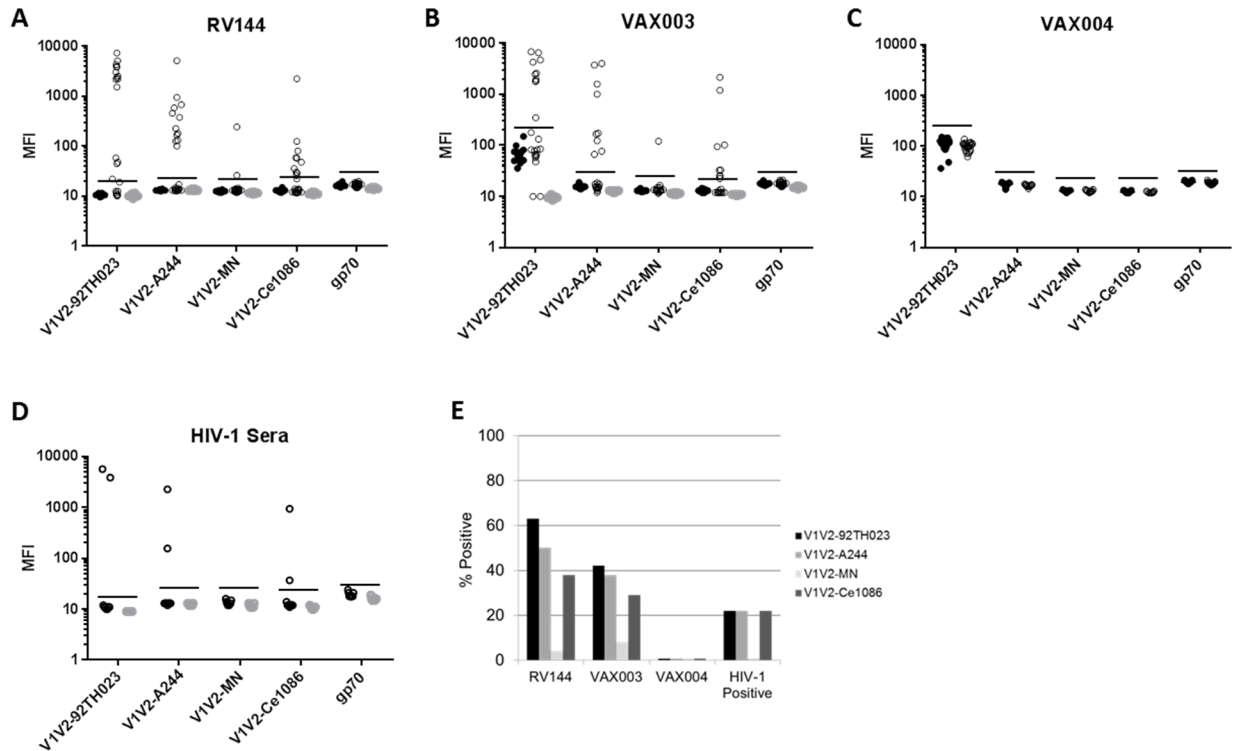 A
RV144
MFI
10000
1000
100
10
1
V1V2-92TH023
V1V2-A244
V1V2-MN
V1V2-Ce1086
gp70
B
VAX003
MFI
10000
1000
100
10
1
V1V2-92TH023
V1V2-A244
V1V2-MN
V1V2-Ce1086
gp70
C
VAX004
MFI
10000
1000
100
10
1
V1V2-92TH023
V1V2-A244
V1V2-MN
V1V2-Ce1086
gp70
D
HIV-1 Sera
MFI
10000
1000
100
10
1
V1V2-92TH023
V1V2-A244
V1V2-MN
V1V2-Ce1086
gp70
E
% Positive
100
80
60
40
20
0
RV144
VAX003
VAX004
HIV-1
Positive
V1V2-92TH023
V1V2-A244
V1V2-MN
V1V2-Ce1086